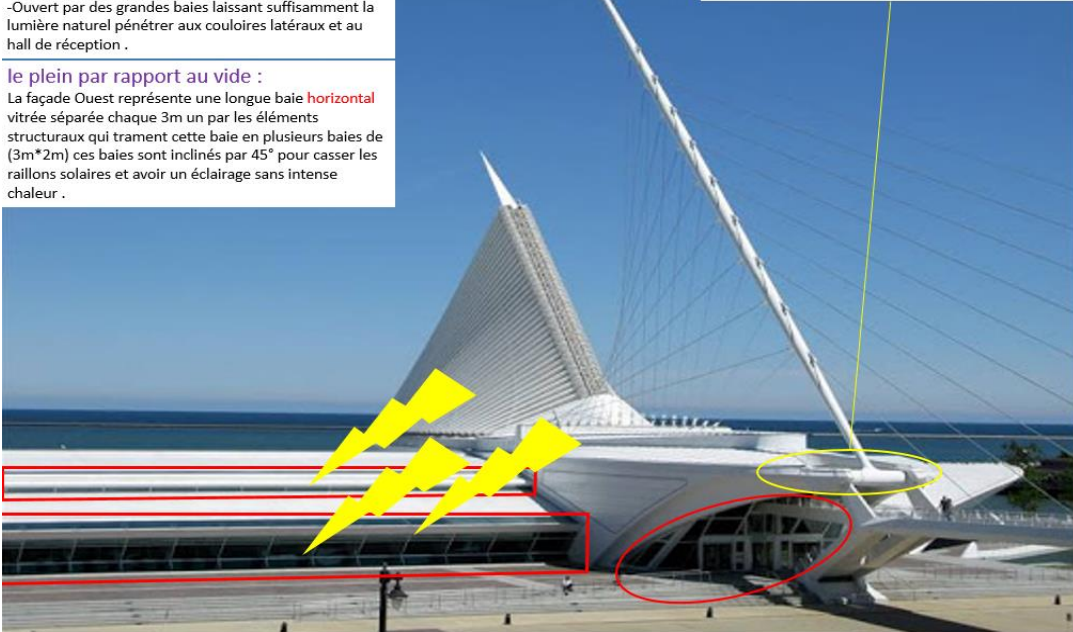 -Ouvert par des grandes baies laissant suffisamment la
lumière naturel pénétrer aux couloires latéraux et au
hall de réception .
le plein par rapport au vide :
La façade Ouest représente une longue baie horizontal
vitrée séparée chaque 3m un par les éléments
structuraux qui trament cette baie en plusieurs baies de
(3m*2m) ces baies sont inclinés par 45° pour casser les
raillons solaires et avoir un éclairage sans intense
chaleur .